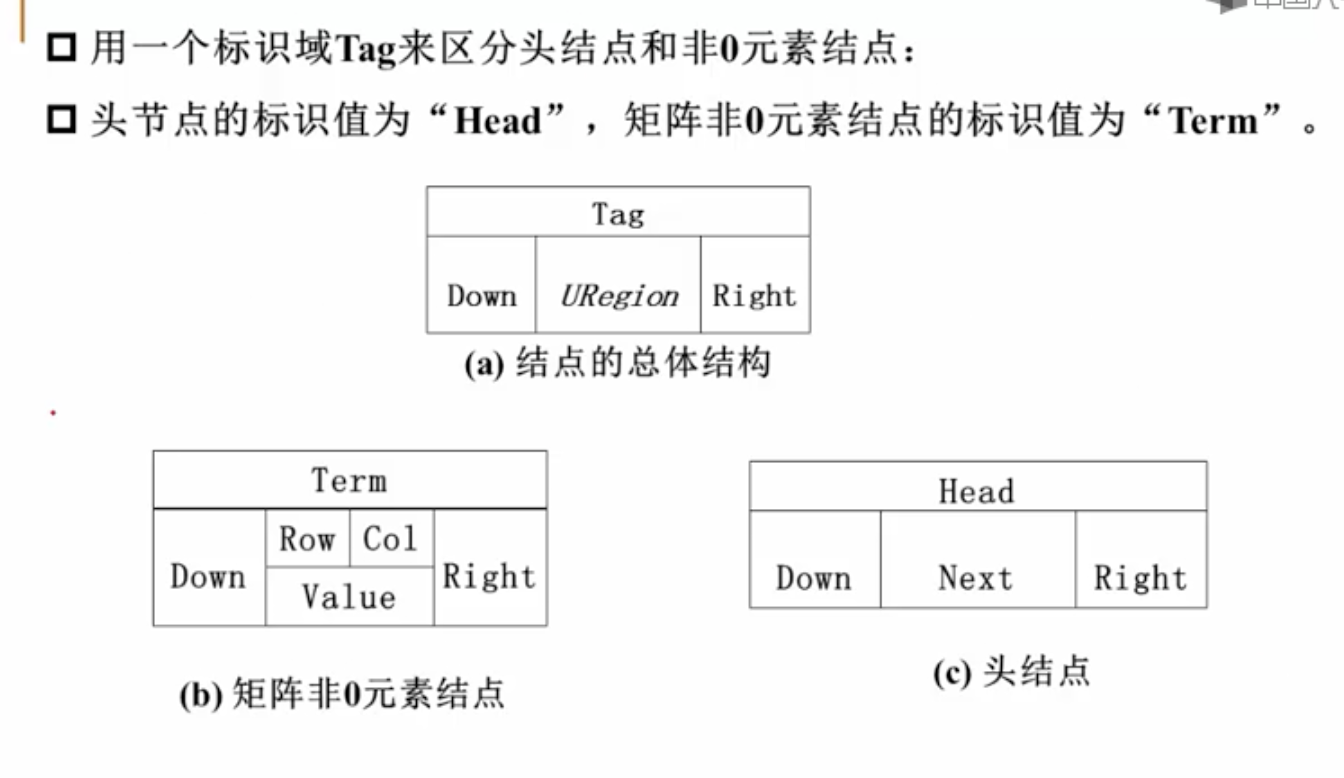 用一个标识域Tag来区分头结点和非0元素结点：
头节点的标识值为“Head”，矩阵非0元素结点的标识值为“Term”。
Tag
Down URegion Right
(a) 结点的总体结构
Term
Row Col
Down Right
Value
(b) 矩阵非0元素结点
Head
Down Next Right
(c) 头结点